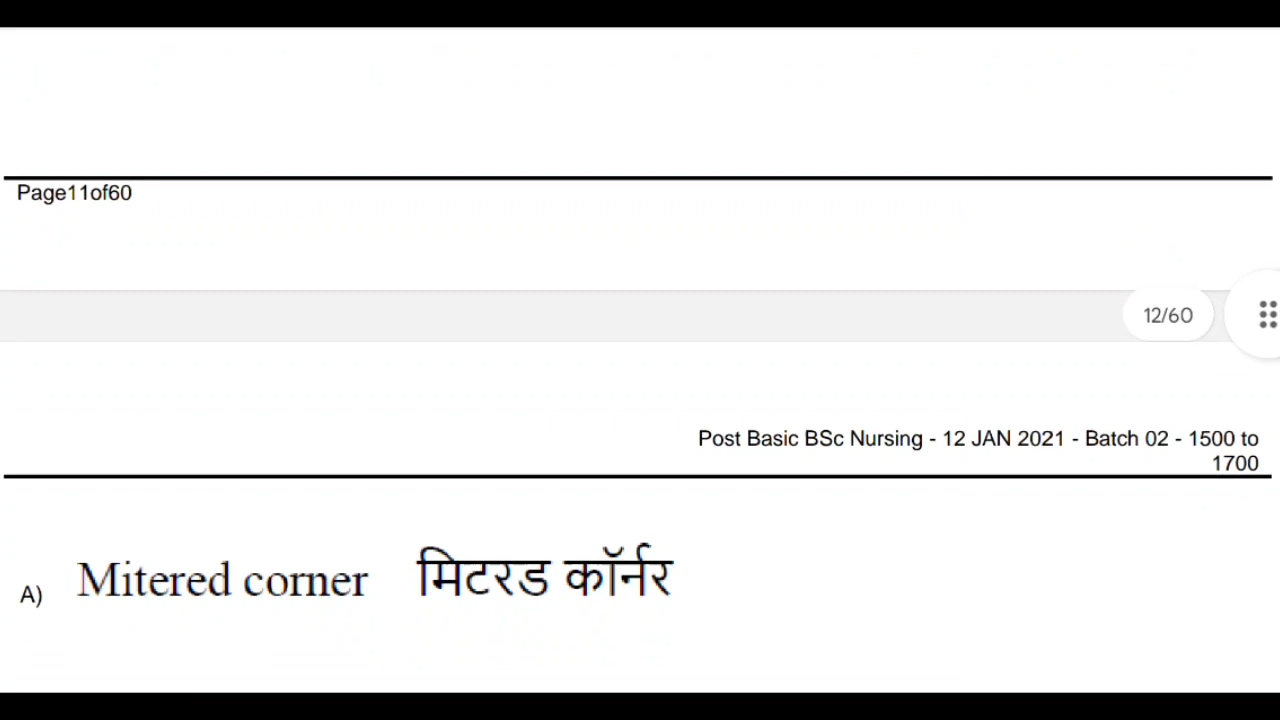 Page11of60
12/60
Post Basic BSc Nursing - 12 JAN 2021 - Batch 02 - 1500 to
1700
A) Mitered corner मिटरड कॉर्नर